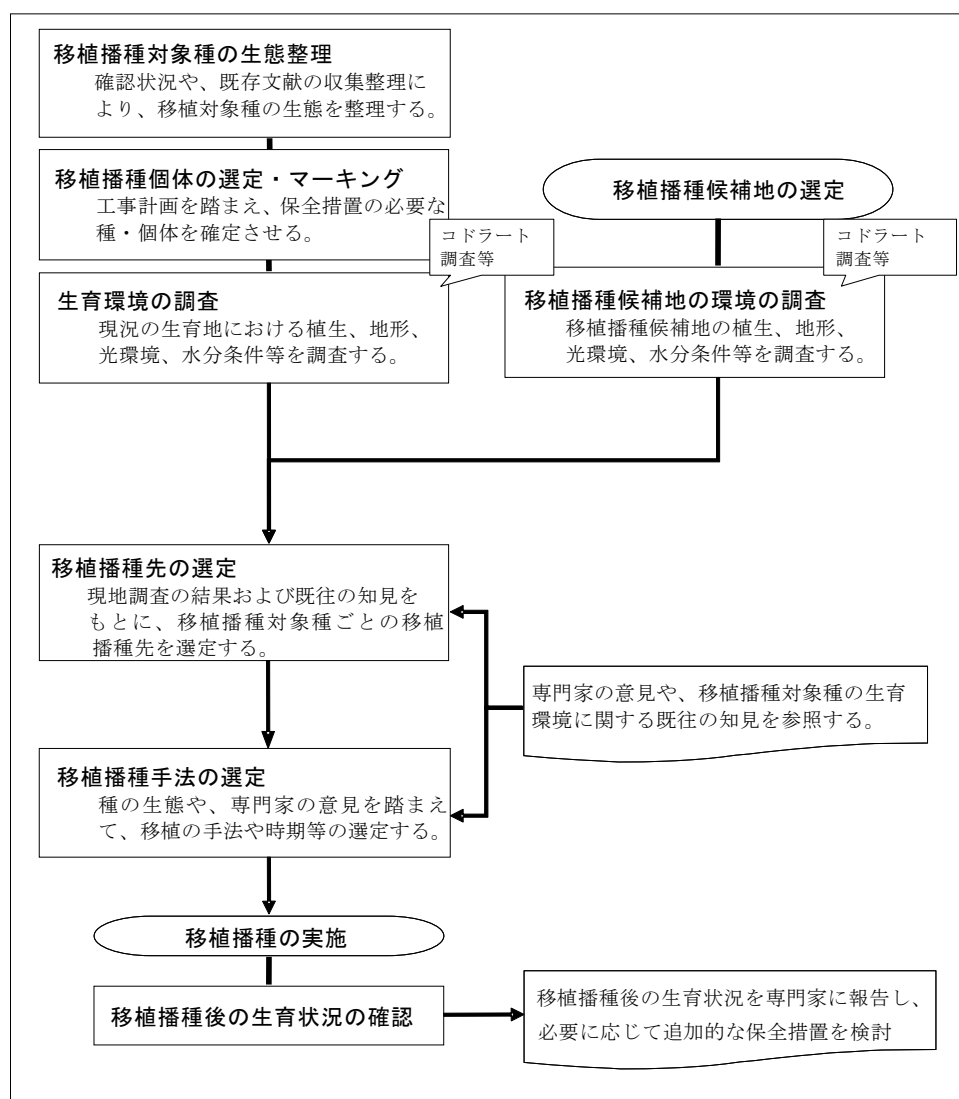 移植播種対象種の生態整理
確認状況や、既存文献の収集整理に
より、移植対象種の生態を整理する。
移植播種個体の選定・マーキング
工事計画を踏まえ、保全措置の必要な
種・個体を確定させる。
コドラート
調査等
生育環境の調査
現況の生育地における植生、地形、
光環境、水分条件等を調査する。
移植播種候補地の選定
コドラート
調査等
移植播種候補地の環境の調査
移植播種候補地の植生、地形、
光環境、水分条件等を調査する。
移植播種先の選定
現地調査の結果および既往の知見を
もとに、移植播種対象種ごとの移植
播種先を選定する。
専門家の意見や、移植播種対象種の生育
環境に関する既往の知見を参照する。
移植播種手法の選定
種の生態や、専門家の意見を踏まえ
て、移植の手法や時期等の選定する。
移植播種の実施
移植播種後の生育状況の確認
移植播種後の生育状況を専門家に報告し、
必要に応じて追加的な保全措置を検討